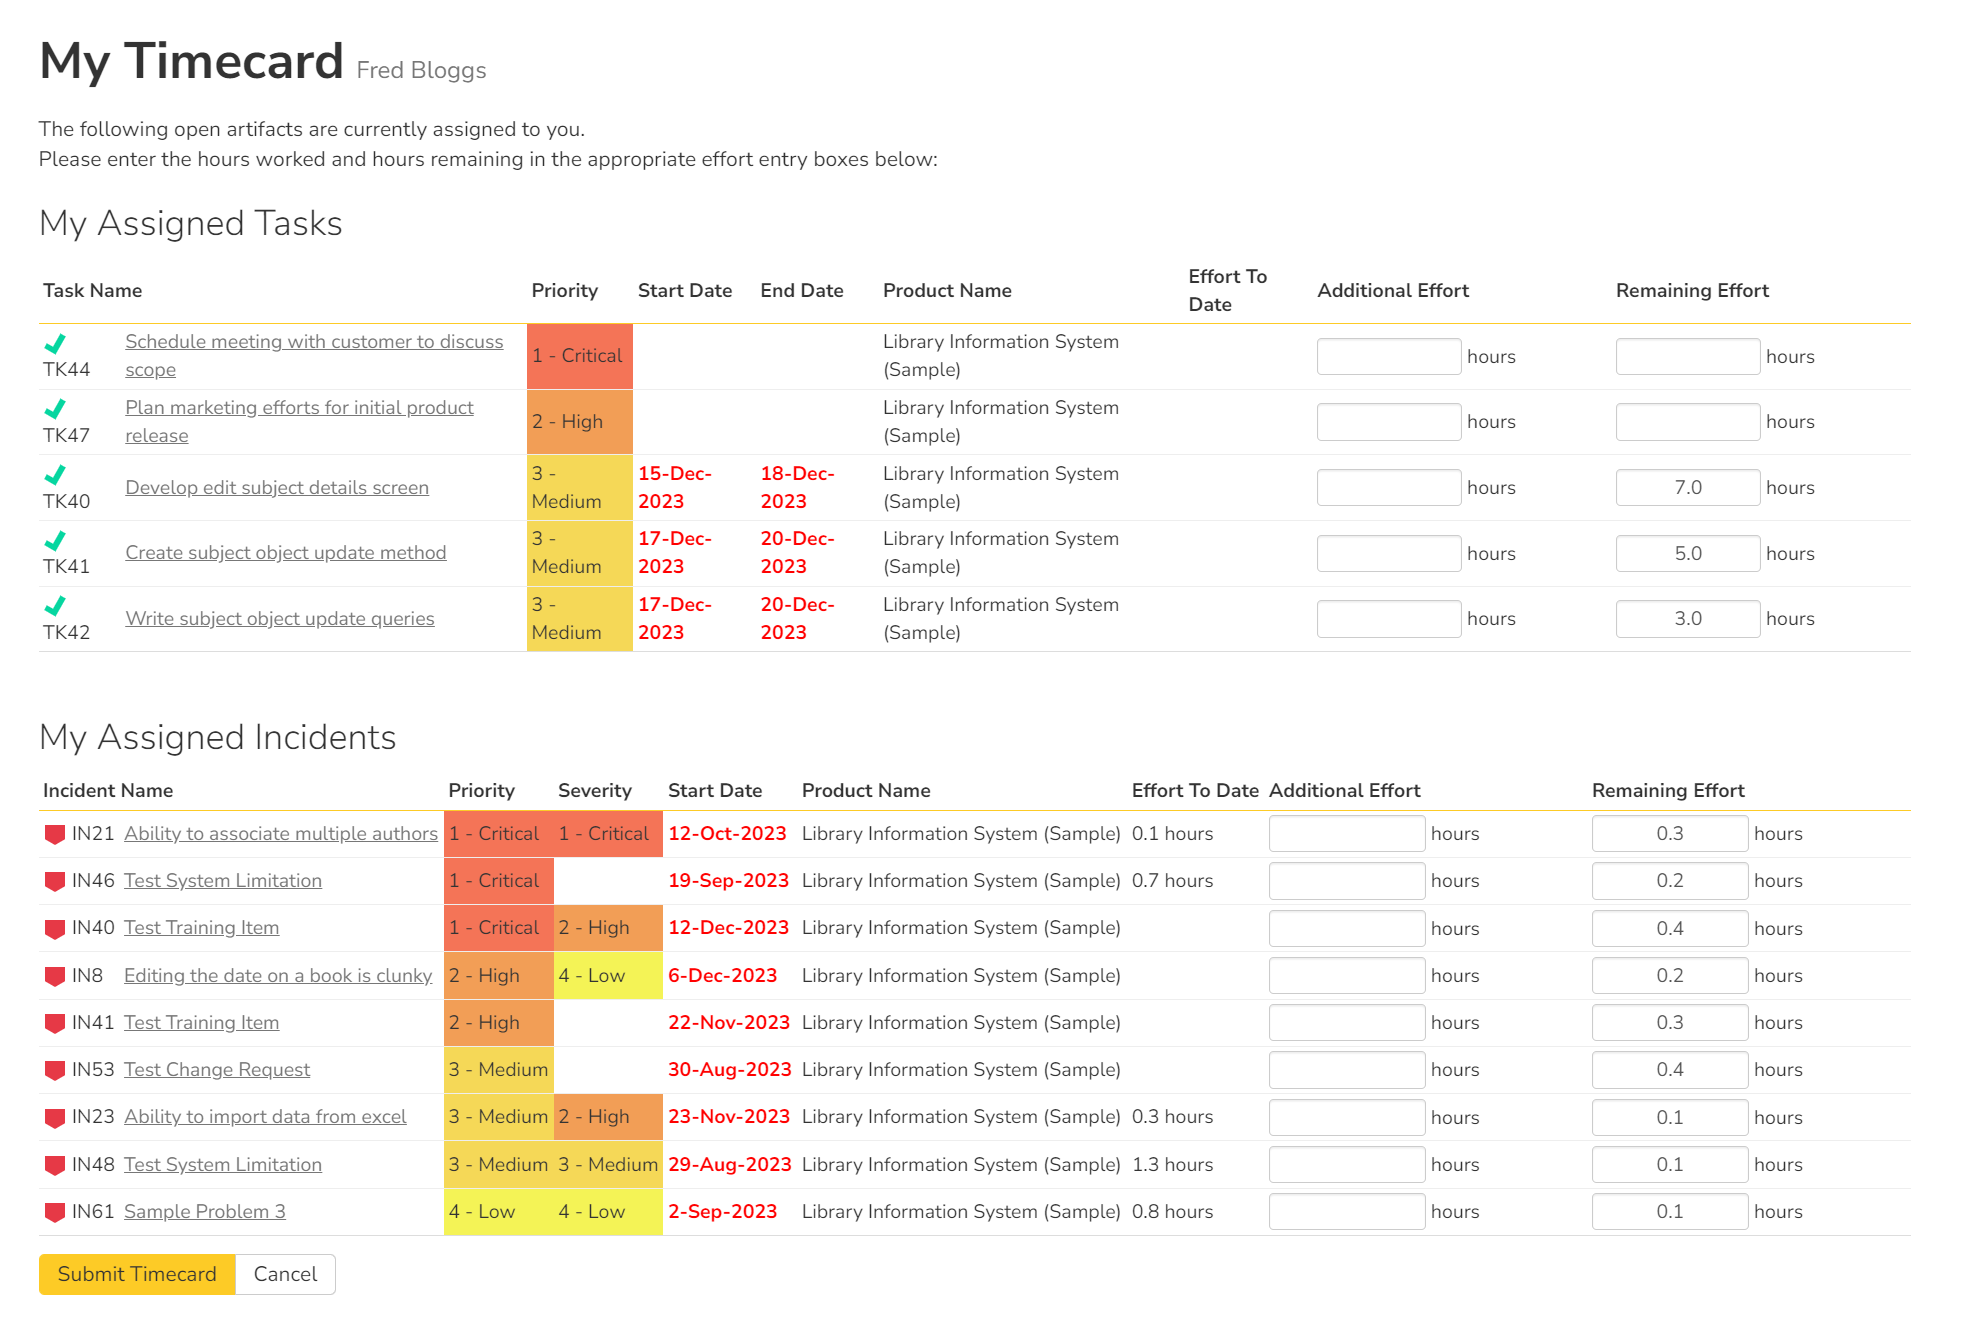 My Timecard Fred Bloggs
The following open artifacts are currently assigned to you.
Please enter the hours worked and hours remaining in the appropriate effort entry boxes below:
My Assigned Tasks
Task Name Priority Start Date End Date Product Name Effort To Date Additional Effort Remaining Effort
TK44 Schedule meeting with customer to discuss scope 1 - Critical Library Information System (Sample) hours hours
TK47 Plan marketing efforts for initial product release 2 - High Library Information System (Sample) hours hours
TK40 Develop edit subject details screen 3 - Medium 15-Dec-2023 18-Dec-2023 Library Information System (Sample) hours 7.0 hours
TK41 Create subject object update method 3 - Medium 17-Dec-2023 20-Dec-2023 Library Information System (Sample) hours 5.0 hours
TK42 Write subject object update queries 3 - Medium 17-Dec-2023 20-Dec-2023 Library Information System (Sample) hours 3.0 hours
My Assigned Incidents
Incident Name Priority Severity Start Date Product Name Effort To Date Additional Effort Remaining Effort
IN21 Ability to associate multiple authors 1 - Critical 1 - Critical 12-Oct-2023 Library Information System (Sample) 0.1 hours hours 0.3 hours
IN46 Test System Limitation 1 - Critical 19-Sep-2023 Library Information System (Sample) 0.7 hours hours 0.2 hours
IN40 Test Training Item 1 - Critical 2 - High 12-Dec-2023 Library Information System (Sample) hours 0.4 hours
IN8 Editing the date on a book is clunky 2 - High 4 - Low 6-Dec-2023 Library Information System (Sample) hours 0.2 hours
IN41 Test Training Item 2 - High 22-Nov-2023 Library Information System (Sample) hours 0.3 hours
IN53 Test Change Request 3 - Medium 30-Aug-2023 Library Information System (Sample) hours 0.4 hours
IN23 Ability to import data from excel 3 - Medium 2 - High 23-Nov-2023 Library Information System (Sample) 0.3 hours hours 0.1 hours
IN48 Test System Limitation 3 - Medium 3 - Medium 29-Aug-2023 Library Information System (Sample) 1.3 hours hours 0.1 hours
IN61 Sample Problem 3 4 - Low 4 - Low 2-Sep-2023 Library Information System (Sample) 0.8 hours hours 0.1 hours
Submit Timecard Cancel